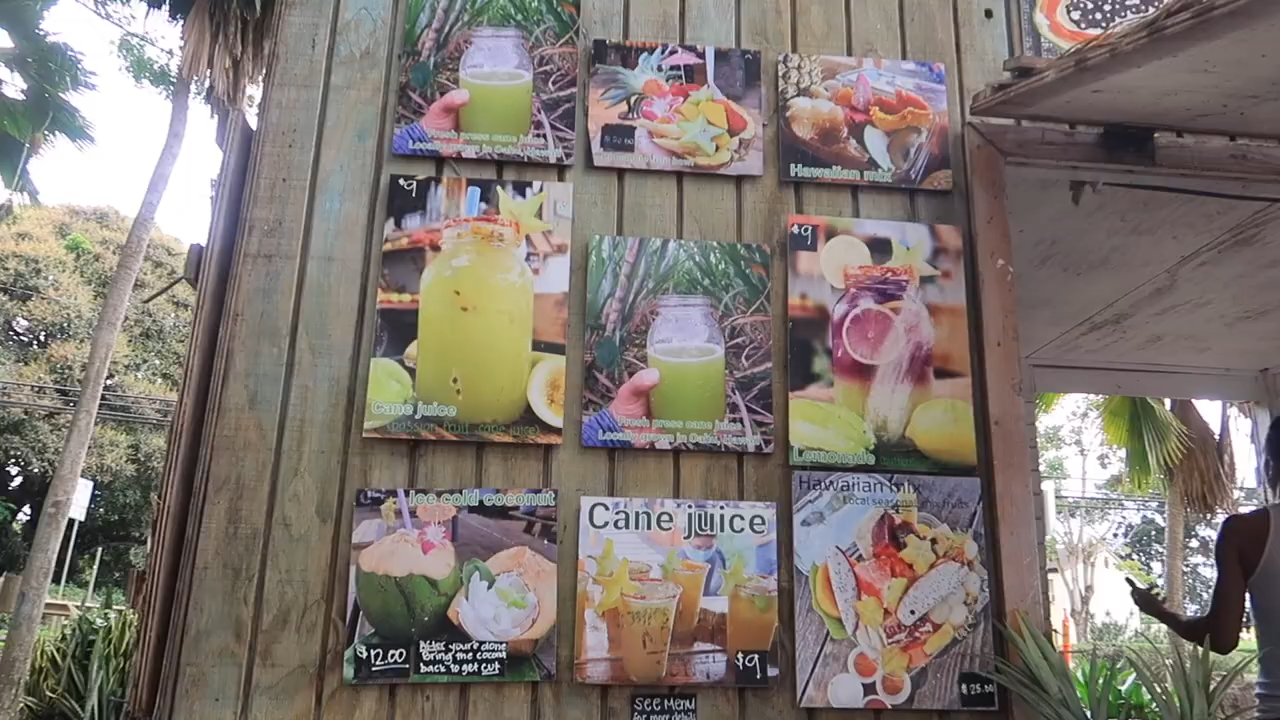 Fresh press cane juice
Locally grown in Oahu, Hawaii
Hawaiian mix
$9
Cane juice
(passion fruit cane juice)
Fresh press cane juice
Locally grown in Oahu, Hawaii
$9
Lemonade
Ice cold coconut
$12.00
After you're done
Bring the coconut
back to get cut
Cane juice
$9
Hawaiian mix
Local seasonal mix fruits
$25.00
SEE MENU
for more details